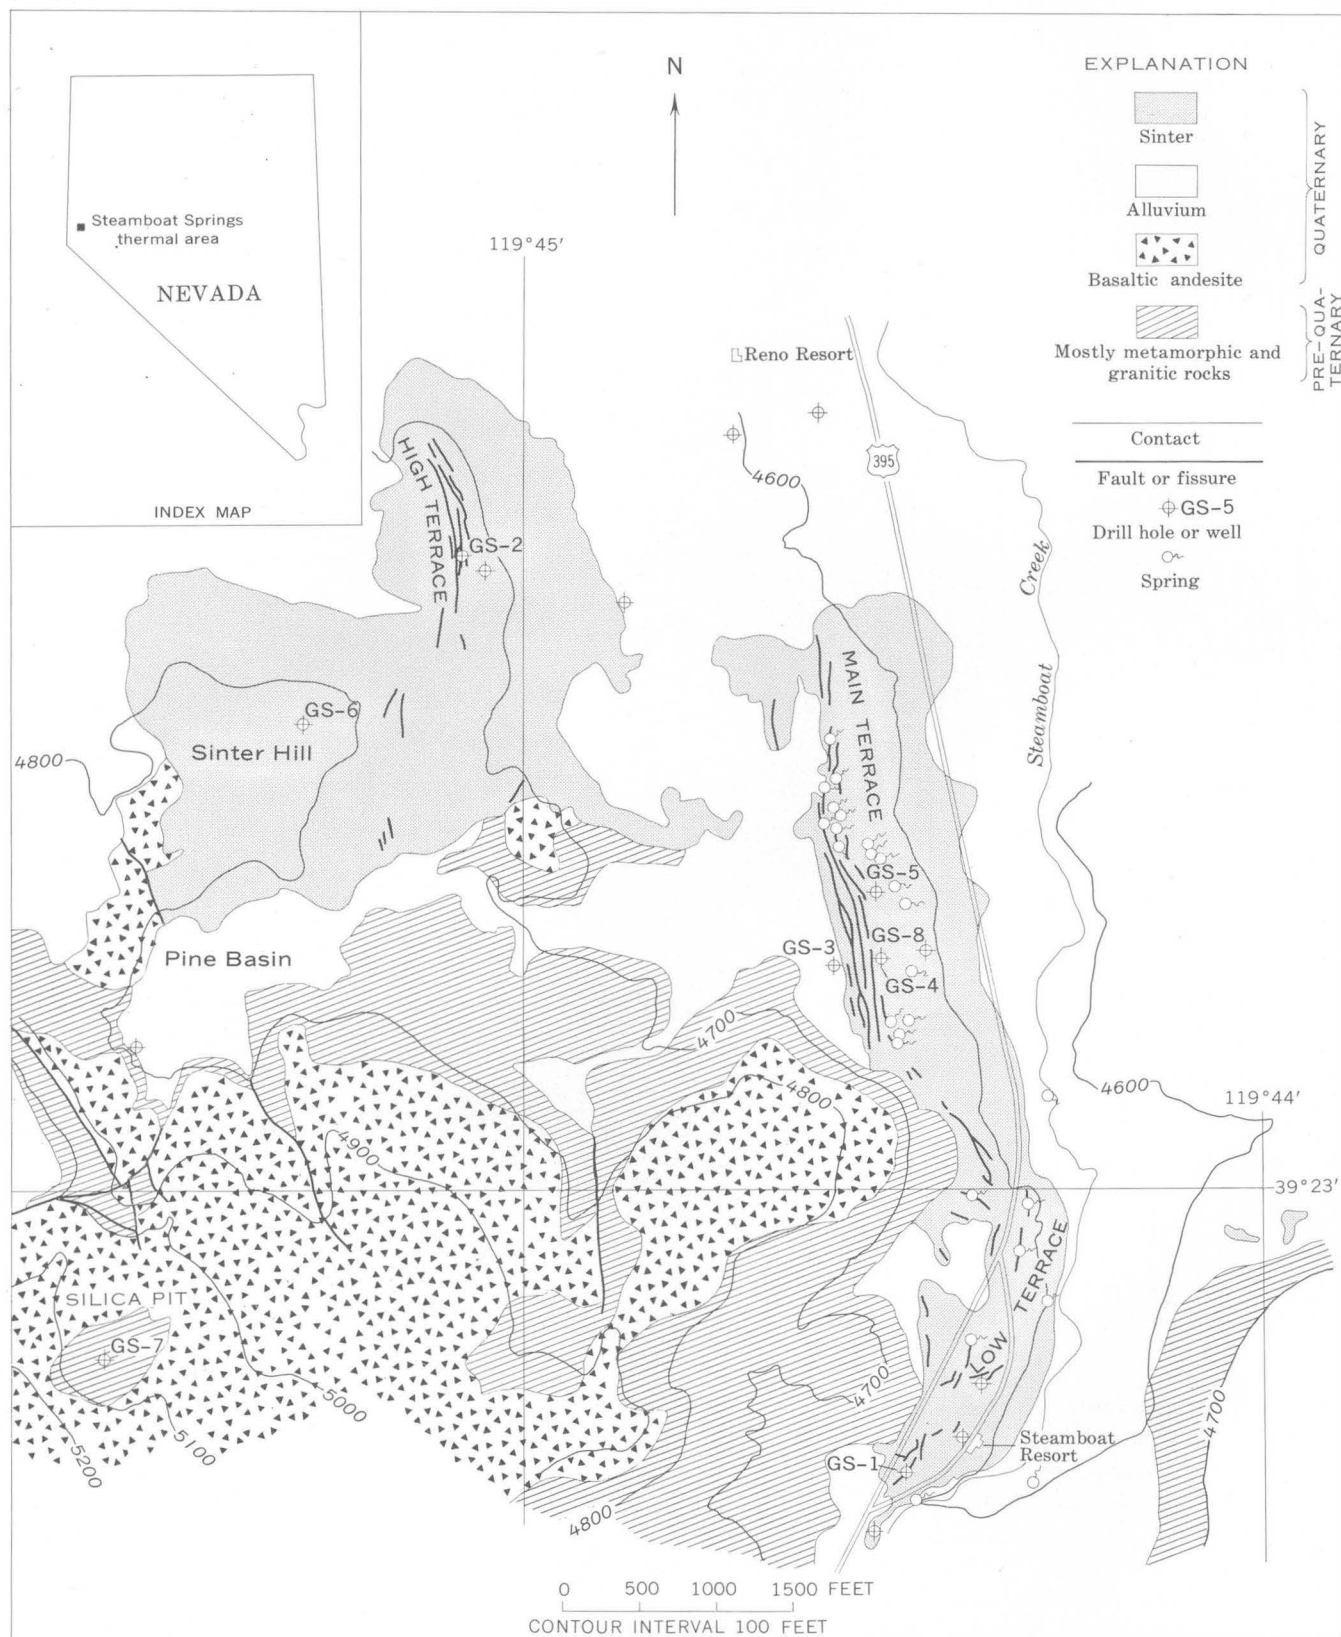 N
EXPLANATION
Sinter
Alluvium
Basaltic andesite
QUATERNARY
Mostly metamorphic and
granitic rocks
PRE-QUA-
TERNARY
Contact
Fault or fissure
GS-5
Drill hole or well
Spring
Steamboat Springs
thermal area
NEVADA
INDEX MAP
119°45'
Reno Resort
395
4600
HIGH TERRACE
GS-2
Steamboat Creek
MAIN TERRACE
GS-6
Sinter Hill
4800
GS-5
GS-8
GS-3
GS-4
Pine Basin
4700
4800
4600
119°44'
4900
39°23'
LOW TERRACE
SILICA PIT
GS-7
4700
4700
5000
5100
5200
Steamboat
Resort
GS-1
4800
0 500 1000 1500 FEET
CONTOUR INTERVAL 100 FEET